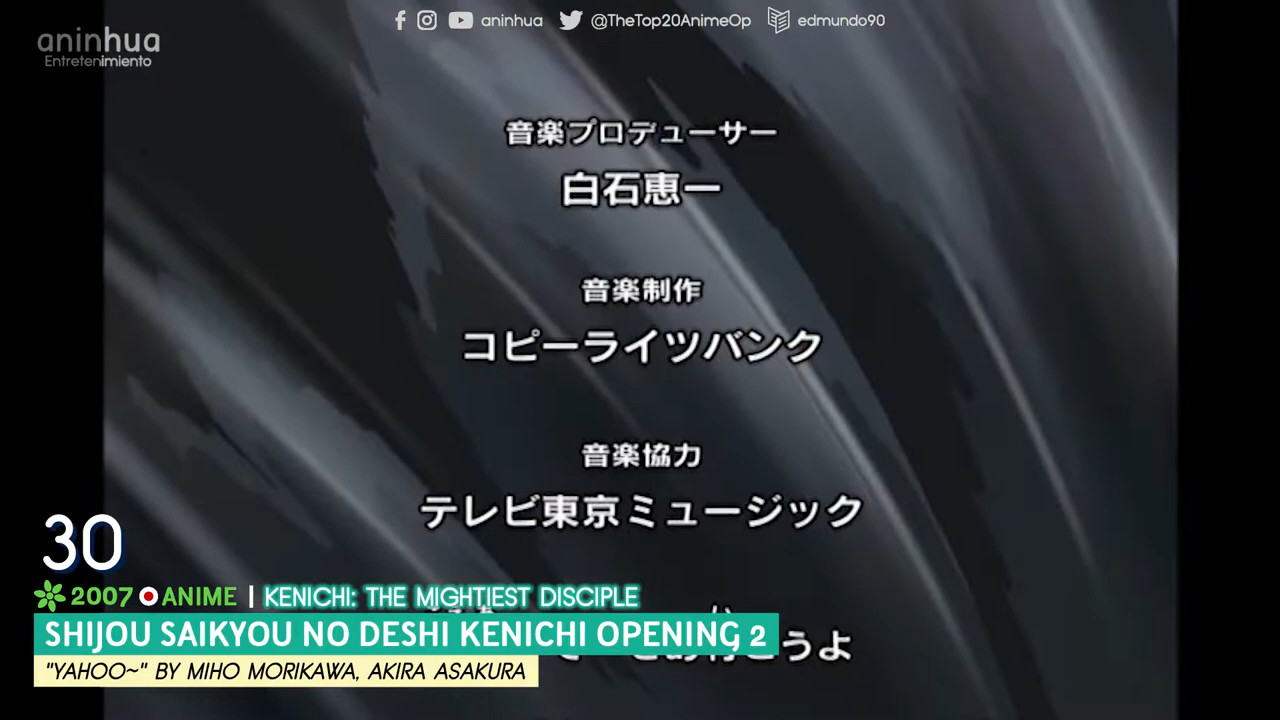 aninhua @TheTop20AnimeOp edmundo90
aninhua
Entretenimiento
音楽プロデューサー
白石恵一
音楽制作
コピーライツバンク
音楽協力
テレビ東京ミュージック
うよ
30
2007 ANIME | KENICHI: THE MIGHTIEST DISCIPLE
SHIJOU SAIKYOU NO DESHI KENICHI OPENING 2
"YAHOO~" BY MIHO MORIKAWA, AKIRA ASAKURA